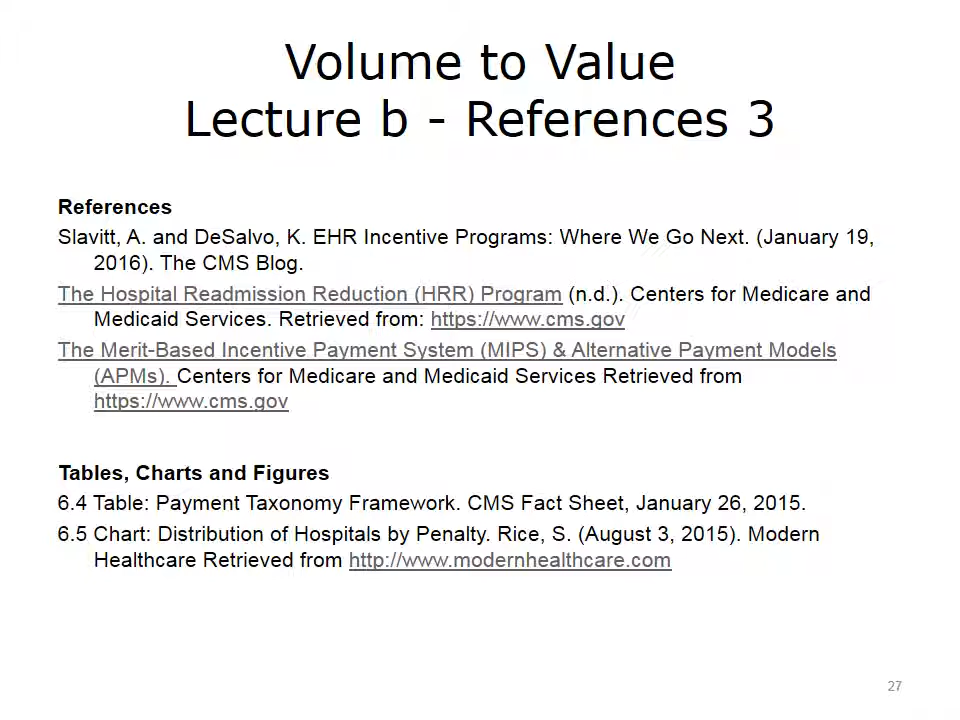 Volume to Value
Lecture b - References 3
References
Slavitt, A. and DeSalvo, K. EHR Incentive Programs: Where We Go Next. (January 19,
2016). The CMS Blog.
The Hospital Readmission Reduction (HRR) Program (n.d.). Centers for Medicare and
Medicaid Services. Retrieved from: https://www.cms.gov
The Merit-Based Incentive Payment System (MIPS) & Alternative Payment Models
(APMs). Centers for Medicare and Medicaid Services Retrieved from
https://www.cms.gov
Tables, Charts and Figures
6.4 Table: Payment Taxonomy Framework. CMS Fact Sheet, January 26, 2015.
6.5 Chart: Distribution of Hospitals by Penalty. Rice, S. (August 3, 2015). Modern
Healthcare Retrieved from http://www.modernhealthcare.com
27